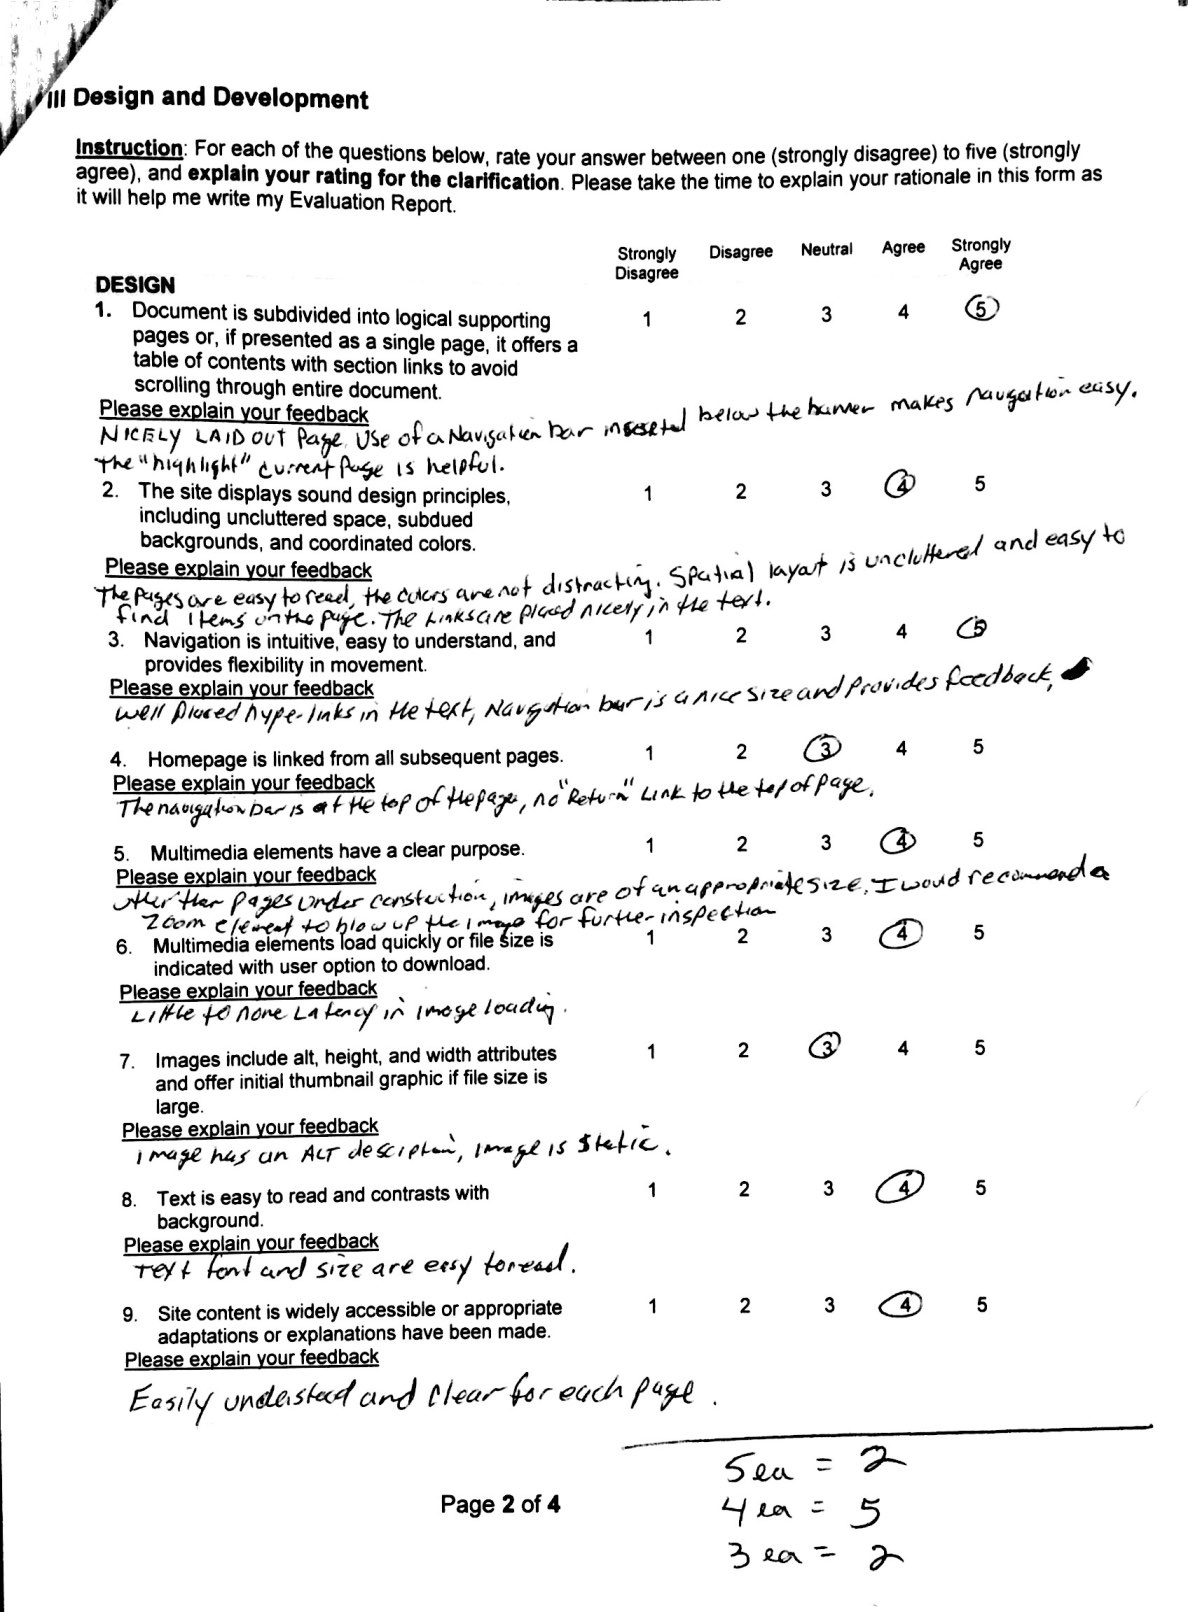 III Design and Development
Instruction: For each of the questions below, rate your answer between one (strongly disagree) to five (strongly
agree), and explain your rating for the clarification. Please take the time to explain your rationale in this form as
it will help me write my Evaluation Report.
Strongly Disagree Neutral Agree Strongly
Disagree Agree
DESIGN
1. Document is subdivided into logical supporting 1 2 3 4 5
pages or, if presented as a single page, it offers a
table of contents with section links to avoid
scrolling through entire document.
Please explain your feedback
NICELY LAID OUT Page. Use of a Navigation bar inserted below the banner makes navigation easy.
The "highlight" current page is helpful.
2. The site displays sound design principles, 1 2 3 4 5
including uncluttered space, subdued
backgrounds, and coordinated colors.
Please explain your feedback
The pages are easy to read, the colors are not distracting. Spatial layout is uncluttered and easy to
find items on the page. The Links are placed nicely in the text.
3. Navigation is intuitive, easy to understand, and 1 2 3 4 5
provides flexibility in movement.
Please explain your feedback
well placed hyper-links in the text, Navigation bar is a nice size and provides feedback,
4. Homepage is linked from all subsequent pages. 1 2 3 4 5
Please explain your feedback
The navigation bar is at the top of the page, no "Return" Link to the top of page.
5. Multimedia elements have a clear purpose. 1 2 3 4 5
Please explain your feedback
other than pages under constuction, images are of an appropriate size. I would recommend a
Zoom element to blow up the image for further inspection
6. Multimedia elements load quickly or file size is 1 2 3 4 5
indicated with user option to download.
Please explain your feedback
Little to none Latency in image loading.
7. Images include alt, height, and width attributes 1 2 3 4 5
and offer initial thumbnail graphic if file size is
large.
Please explain your feedback
Image has an ALT desciption, image is static.
8. Text is easy to read and contrasts with 1 2 3 4 5
background.
Please explain your feedback
Text font and size are easy to read.
9. Site content is widely accessible or appropriate 1 2 3 4 5
adaptations or explanations have been made.
Please explain your feedback
Easily understood and clear for each page.
5 ea = 2
Page 2 of 4
4 ea = 5
3 ea = 2